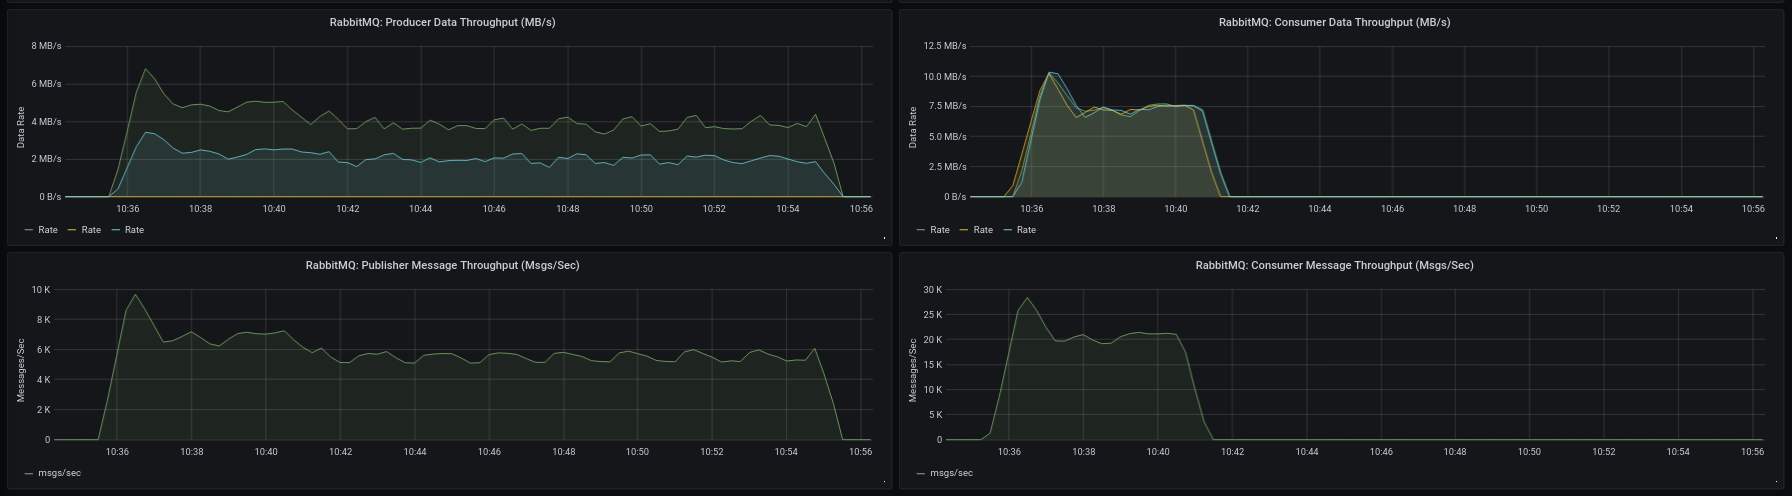 RabbitMQ: Producer Data Throughput (MB/s)
8 MB/s
6 MB/s
4 MB/s
2 MB/s
0 B/s
Data Rate
10:36 10:38 10:40 10:42 10:44 10:46 10:48 10:50 10:52 10:54 10:56
Rate Rate Rate
RabbitMQ: Consumer Data Throughput (MB/s)
12.5 MB/s
10.0 MB/s
7.5 MB/s
5.0 MB/s
2.5 MB/s
0 B/s
Data Rate
10:36 10:38 10:40 10:42 10:44 10:46 10:48 10:50 10:52 10:54 10:56
Rate Rate Rate
RabbitMQ: Publisher Message Throughput (Msgs/Sec)
10 K
8 K
6 K
4 K
2 K
0
Messages/Sec
10:36 10:38 10:40 10:42 10:44 10:46 10:48 10:50 10:52 10:54 10:56
msgs/sec
RabbitMQ: Consumer Message Throughput (Msgs/Sec)
30 K
25 K
20 K
15 K
10 K
5 K
0
Messages/Sec
10:36 10:38 10:40 10:42 10:44 10:46 10:48 10:50 10:52 10:54 10:56
msgs/sec